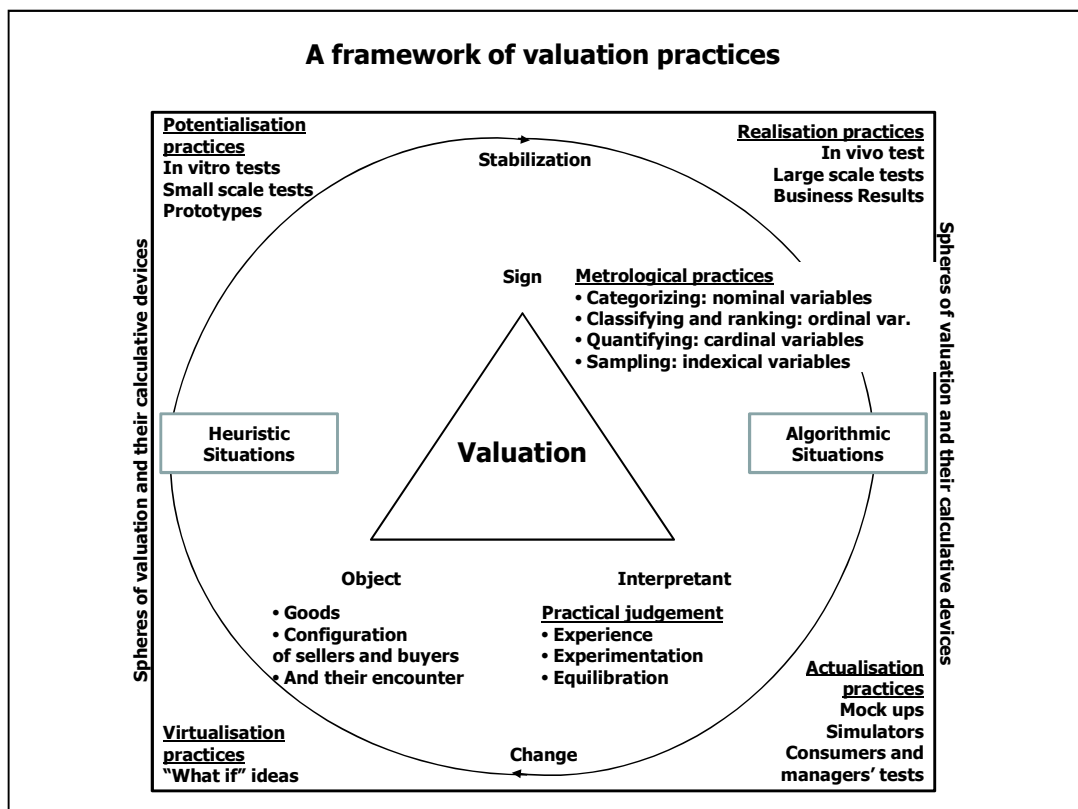 A framework of valuation practices
Potentialisation
practices
In vitro tests
Small scale tests
Prototypes
Stabilization
Realisation practices
In vivo test
Large scale tests
Business Results
Spheres of valuation and their calculative devices
Spheres of valuation and their calculative devices
Sign
Metrological practices
• Categorizing: nominal variables
• Classifying and ranking: ordinal var.
• Quantifying: cardinal variables
• Sampling: indexical variables
Heuristic
Situations
Valuation
Algorithmic
Situations
Object
• Goods
• Configuration
of sellers and buyers
• And their encounter
Interpretant
Practical judgement
• Experience
• Experimentation
• Equilibration
Virtualisation
practices
"What if" ideas
Change
Actualisation
practices
Mock ups
Simulators
Consumers and
managers' tests